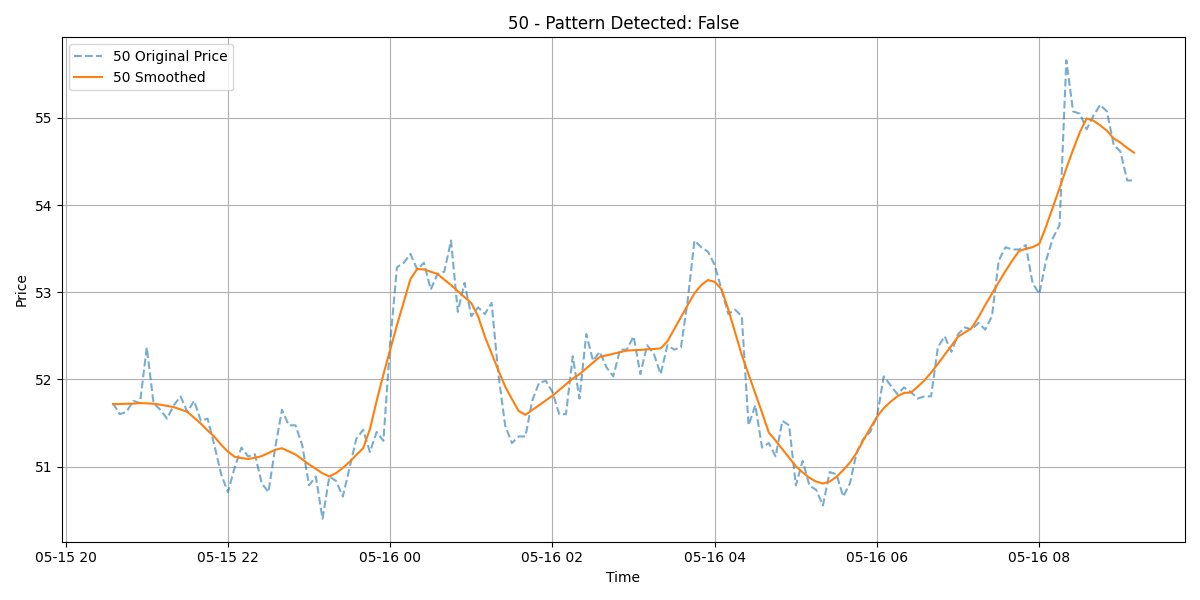 50 - Pattern Detected: False
50 Original Price
50 Smoothed
Price
55
54
53
52
51
05-15 20
05-15 22
05-16 00
05-16 02
05-16 04
05-16 06
05-16 08
Time